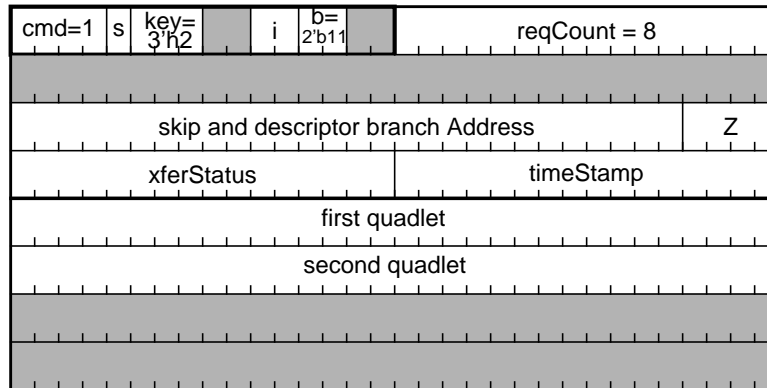 cmd=1 s key= 3'h2 i b= 2'b11 reqCount = 8
skip and descriptor branch Address Z
xferStatus timeStamp
first quadlet
second quadlet